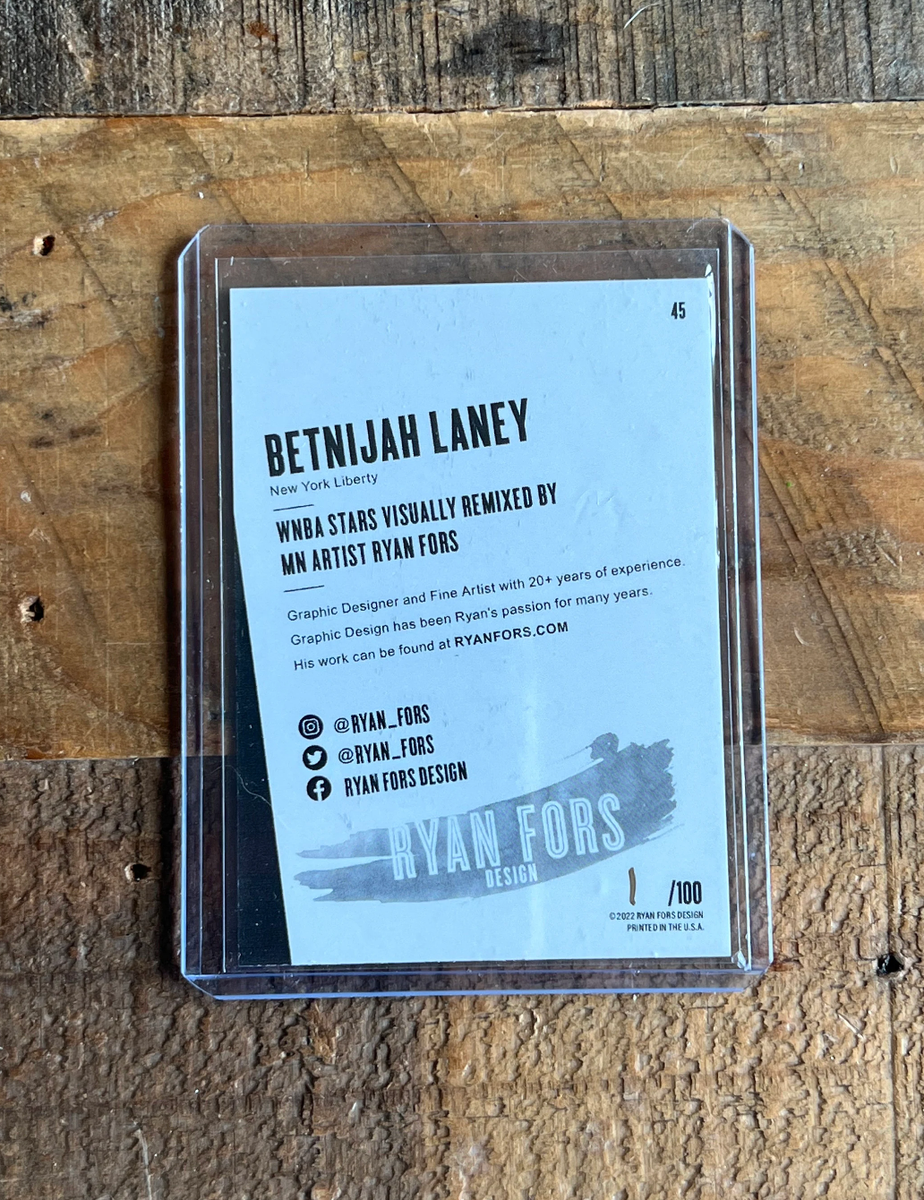 45
BETNIJAH LANEY
New York Liberty
WNBA STARS VISUALLY REMIXED BY
MN ARTIST RYAN FORS
Graphic Designer and Fine Artist with 20+ years of experience.
Graphic Design has been Ryan's passion for many years.
His work can be found at RYANFORS.COM
@RYAN_FORS
@RYAN_FORS
RYAN FORS DESIGN
RYAN FORS
DESIGN
1 /100
©2022 RYAN FORS DESIGN
PRINTED IN THE U.S.A.